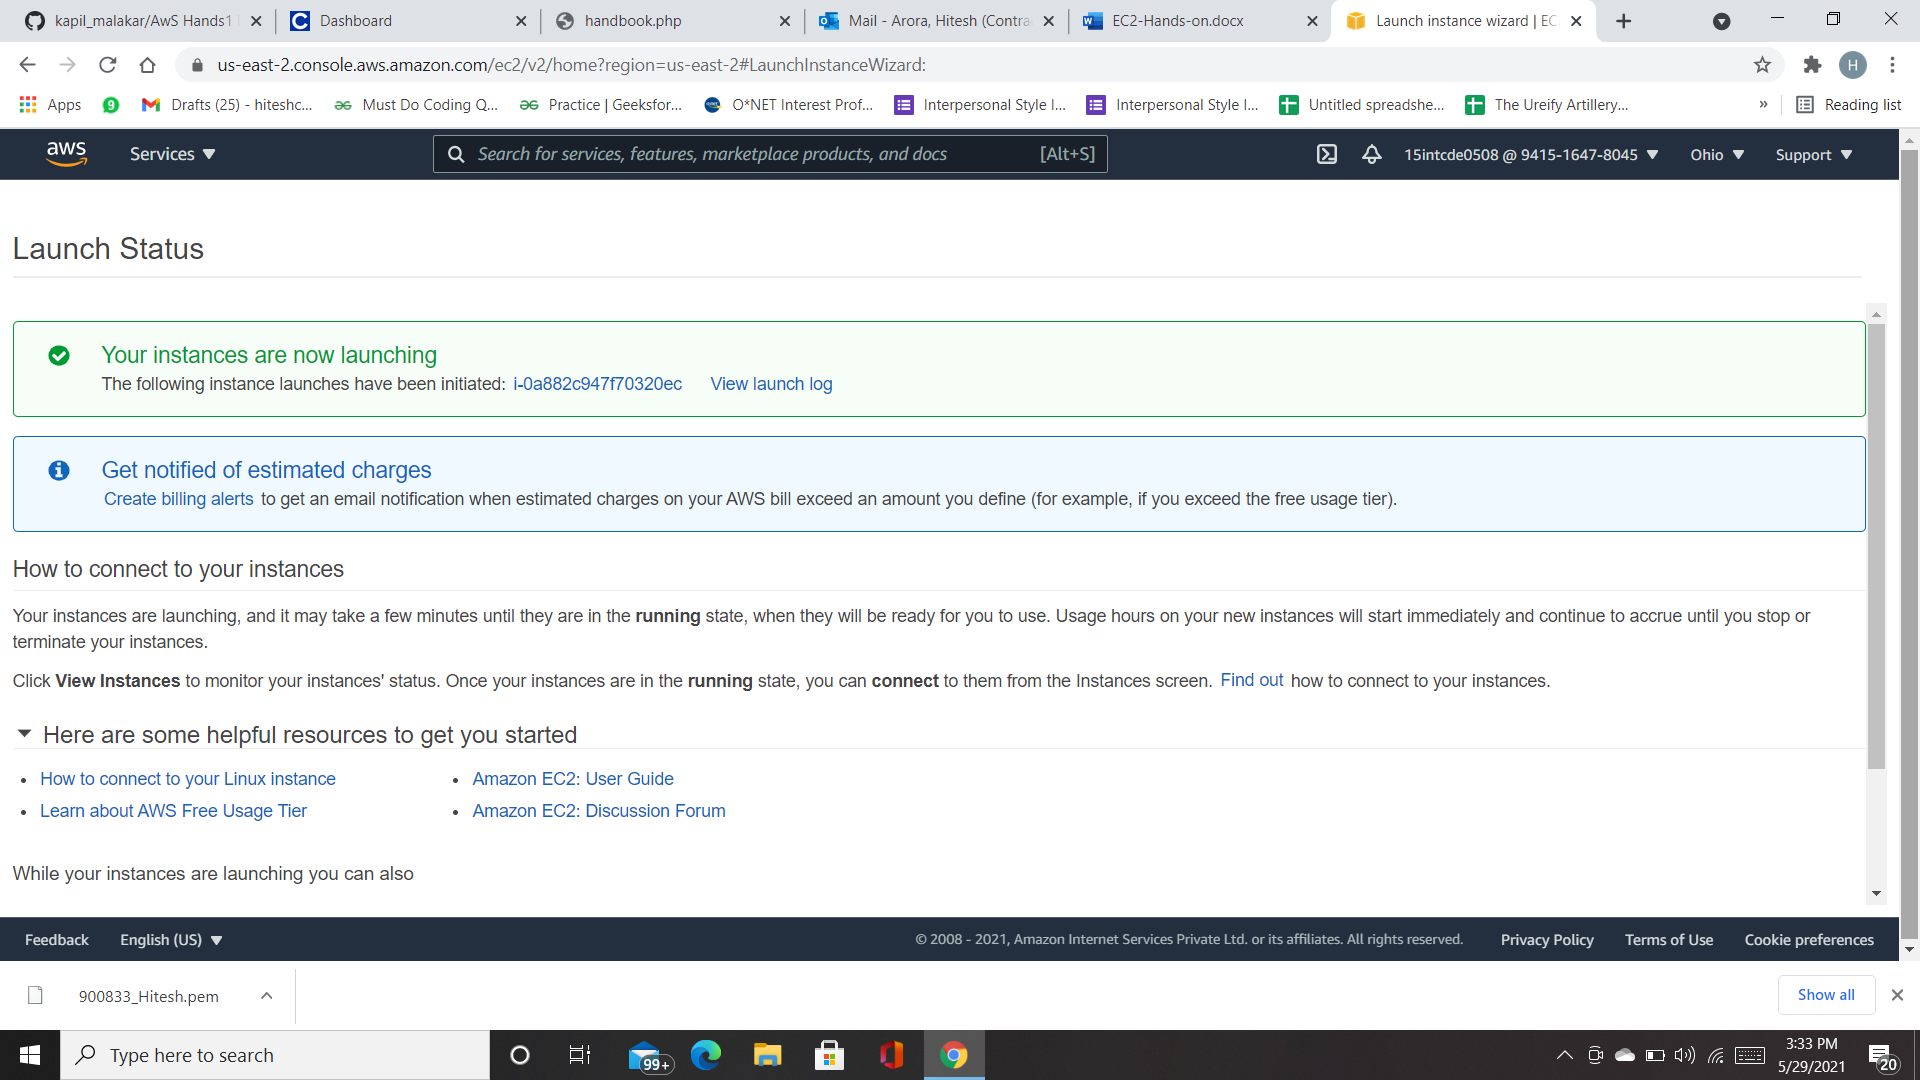 kapil_malakar/AwS Hands1
Dashboard
handbook.php
Mail - Arora, Hitesh (Contra
EC2-Hands-on.docx
Launch instance wizard | EC
us-east-2.console.aws.amazon.com/ec2/v2/home?region=us-east-2#LaunchInstanceWizard:
H
Apps
9
Drafts (25) - hiteshc...
Must Do Coding Q...
Practice | Geeksfor...
O*NET Interest Prof...
Interpersonal Style I...
Interpersonal Style I...
Untitled spreadshe...
The Ureify Artillery...
»
Reading list
aws
Services
Search for services, features, marketplace products, and docs
[Alt+S]
15intcde0508 @ 9415-1647-8045
Ohio
Support
Launch Status
Your instances are now launching
The following instance launches have been initiated: i-0a882c947f70320ec View launch log
Get notified of estimated charges
Create billing alerts to get an email notification when estimated charges on your AWS bill exceed an amount you define (for example, if you exceed the free usage tier).
How to connect to your instances
Your instances are launching, and it may take a few minutes until they are in the running state, when they will be ready for you to use. Usage hours on your new instances will start immediately and continue to accrue until you stop or
terminate your instances.
Click View Instances to monitor your instances' status. Once your instances are in the running state, you can connect to them from the Instances screen. Find out how to connect to your instances.
Here are some helpful resources to get you started
• How to connect to your Linux instance
• Amazon EC2: User Guide
• Learn about AWS Free Usage Tier
• Amazon EC2: Discussion Forum
While your instances are launching you can also
Feedback
English (US)
© 2008 - 2021, Amazon Internet Services Private Ltd. or its affiliates. All rights reserved.
Privacy Policy
Terms of Use
Cookie preferences
900833_Hitesh.pem
Show all
Type here to search
99+
3:33 PM
5/29/2021
20